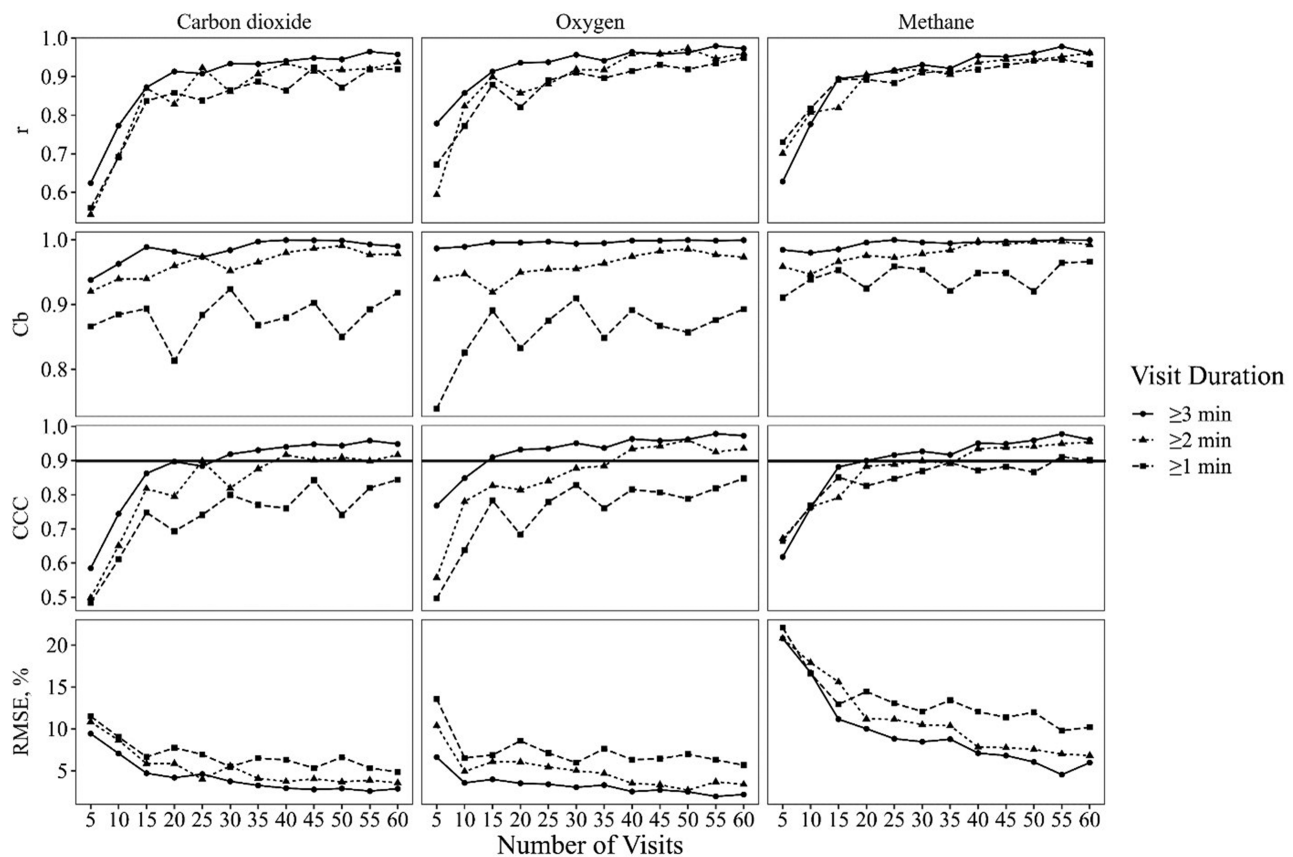 Carbon dioxide Oxygen Methane
1.0
0.9
0.8
0.7
0.6
r
1.0
0.9
0.8
Cb
1.0
0.9
0.8
0.7
0.6
0.5
CCC
20
15
10
5
RMSE, %
5 10 15 20 25 30 35 40 45 50 55 60 5 10 15 20 25 30 35 40 45 50 55 60 5 10 15 20 25 30 35 40 45 50 55 60
Number of Visits
Visit Duration
≥3 min
≥2 min
≥1 min